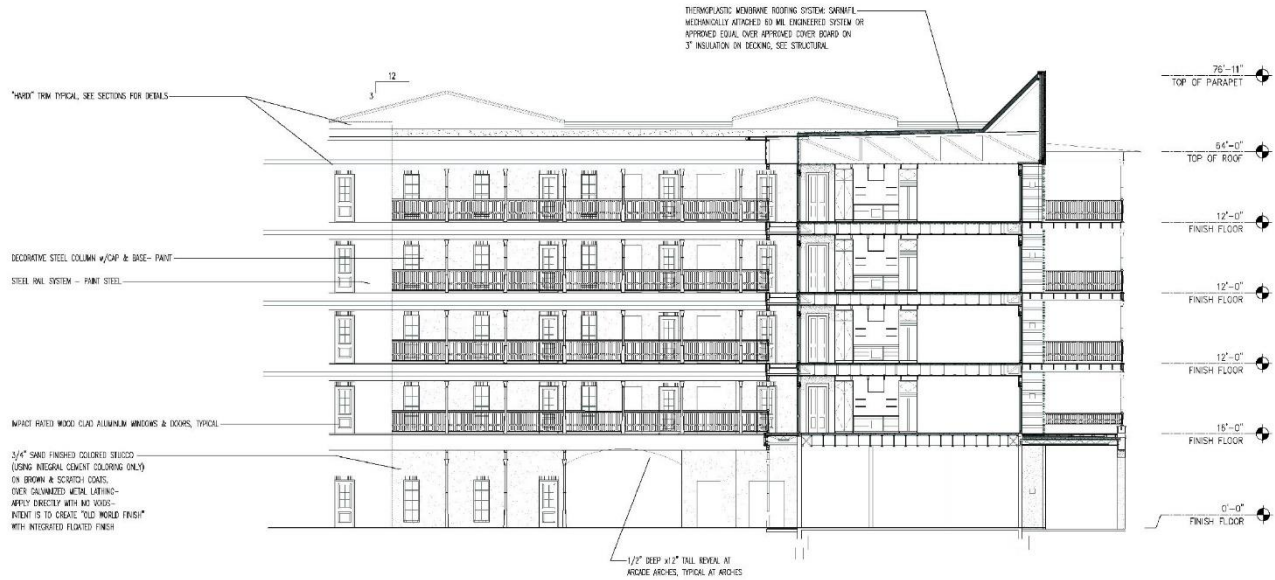 THERMOPLASTIC MEMBRANE ROOFING SYSTEM: SARNAFIL
MECHANICALLY ATTACHED 60 MIL ENGINEERED SYSTEM OR
APPROVED EQUAL OVER APPROVED COVER BOARD ON
3" INSULATION ON DECKING, SEE STRUCTURAL
76'-11"
TOP OF PARAPET
12
3
"HARDI" TRIM TYPICAL, SEE SECTIONS FOR DETAILS
64'-0"
TOP OF ROOF
12'-0"
FINISH FLOOR
DECORATIVE STEEL COLUMN w/CAP & BASE- PAINT
STEEL RAIL SYSTEM - PAINT STEEL
12'-0"
FINISH FLOOR
12'-0"
FINISH FLOOR
IMPACT RATED WOOD CLAD ALUMINUM WINDOWS & DOORS, TYPICAL
16'-0"
FINISH FLOOR
3/4" SAND FINISHED COLORED STUCCO
(USING INTEGRAL CEMENT COLORING ONLY)
ON BROWN & SCRATCH COATS,
OVER GALVANIZED METAL LATHING-
APPLY DIRECTLY WITH NO VOIDS-
INTENT IS TO CREATE "OLD WORLD FINISH"
WITH INTEGRATED FLOATED FINISH
0'-0"
FINISH FLOOR
1/2" DEEP x12" TALL REVEAL AT
ARCADE ARCHES, TYPICAL AT ARCHES